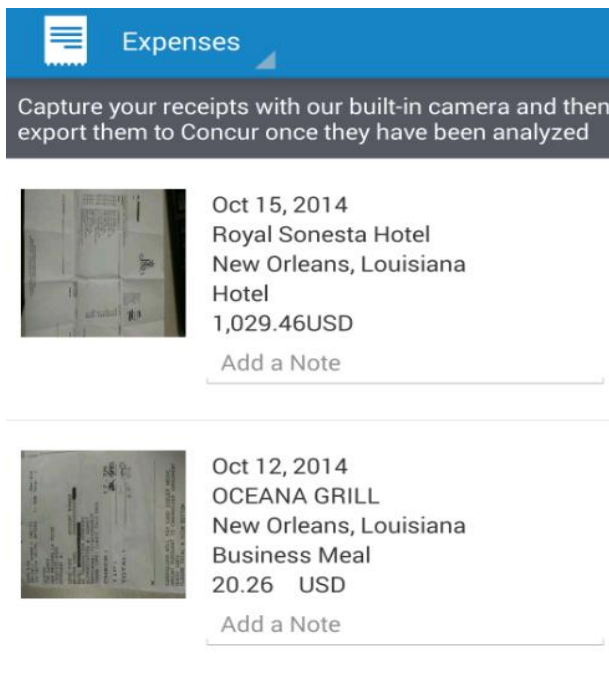 Expenses
Capture your receipts with our built-in camera and then
export them to Concur once they have been analyzed
Oct 15, 2014
Royal Sonesta Hotel
New Orleans, Louisiana
Hotel
1,029.46USD
Add a Note
Oct 12, 2014
OCEANA GRILL
New Orleans, Louisiana
Business Meal
20.26 USD
Add a Note